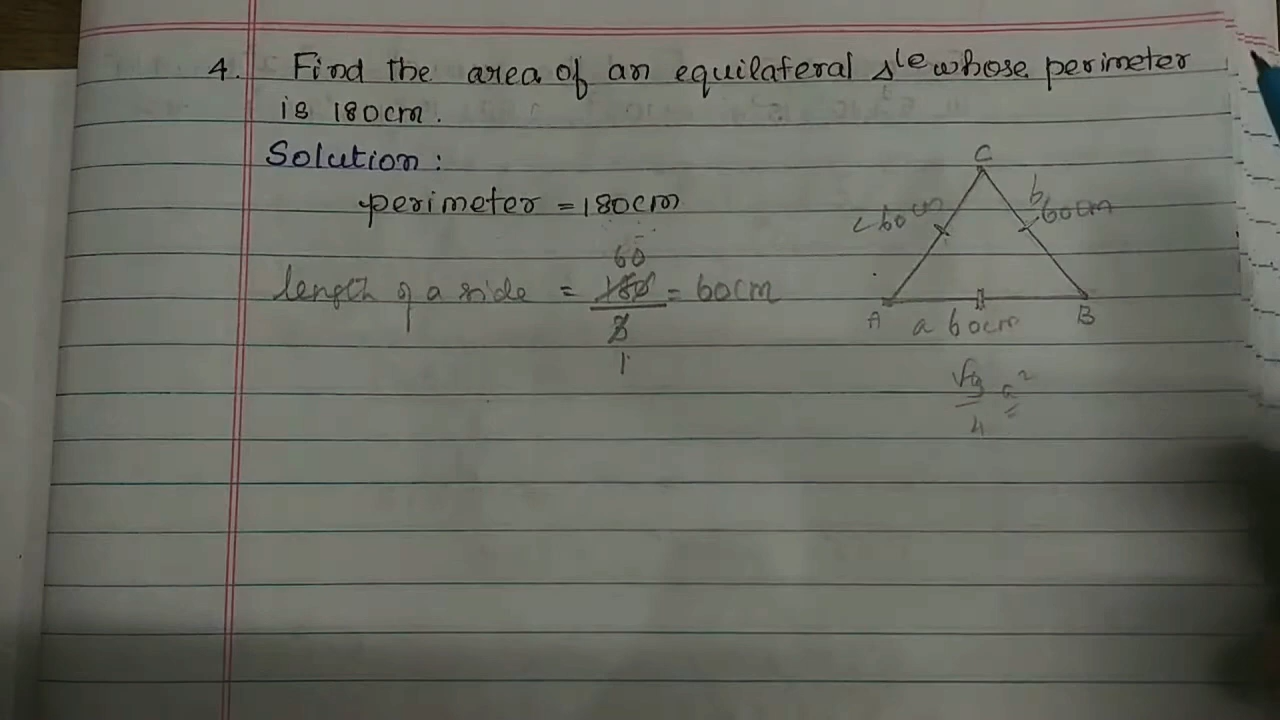 4. Find the area of an equilateral Δle whose perimeter
is 180cm.
Solution:
perimeter = 180cm
length of a side = 180/3 = 60cm
60
1
C
c 60cm
b 60cm
A
a 60cm
B
√3/4 a²